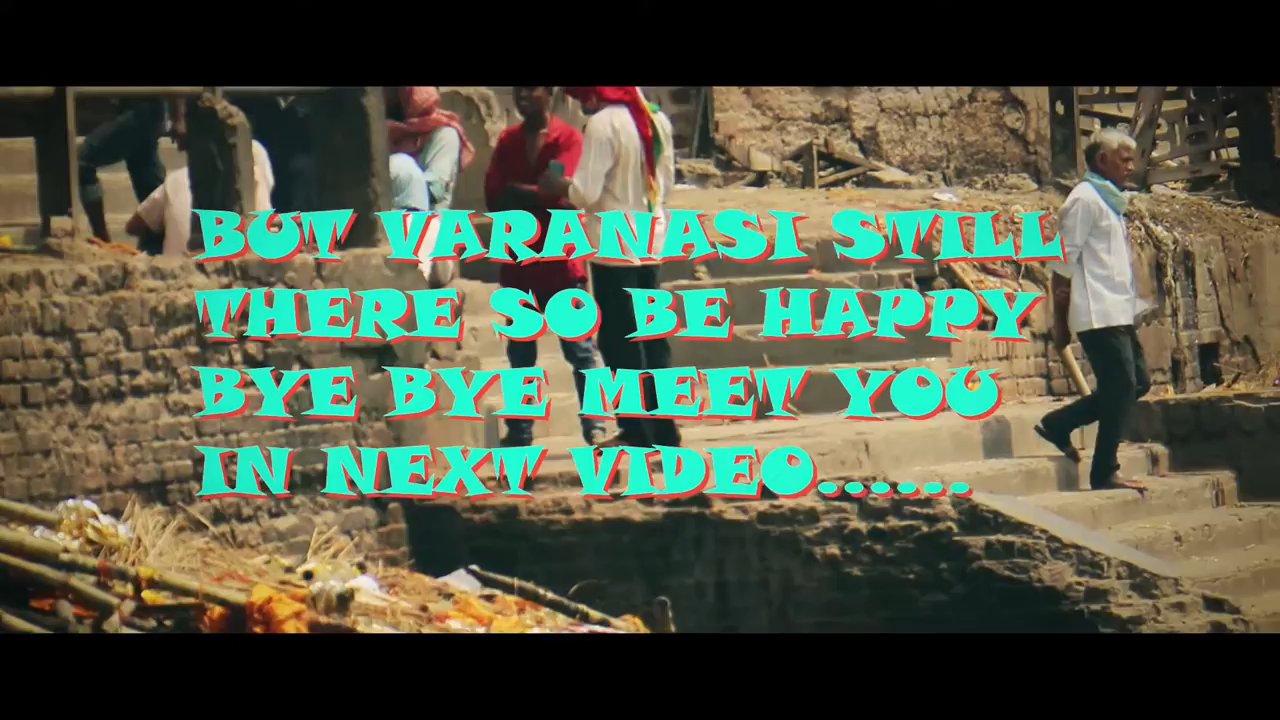 BUT VARANASI STILL
THERE SO BE HAPPY
BYE BYE MEET YOU
IN NEXT VIDEO......